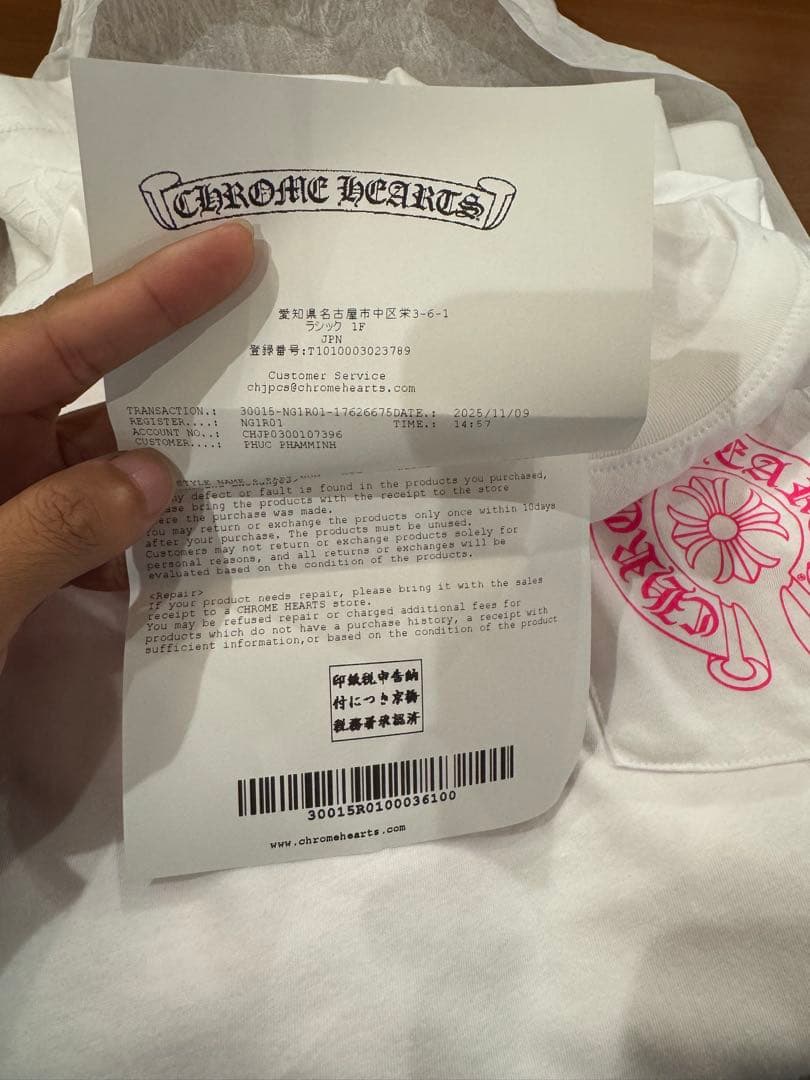 CHROME HEARTS
愛知県名古屋市中区栄3-6-1
ラシック 1F
JPN
登録番号:T1010003023789
Customer Service
chjpcs@chromehearts.com
TRANSACTION.: 30015-NG1R01-17626675DATE.: 2025/11/09
REGISTER....: NG1R01 TIME.: 14:57
ACCOUNT NO..: CHJP0300107396
CUSTOMER....: PHUC PHAMMINH
STYLE NAME
any defect or fault is found in the products you purchased,
bring the products with the receipt to the store
where the purchase was made.
You may return or exchange the products only once within 10days
after your purchase. The products must be unused.
Customers may not return or exchange products solely for
personal reasons, and all returns or exchanges will be
evaluated based on the condition of the products.
<Repair>
If your product needs repair, please bring it with the sales
receipt to a CHROME HEARTS store.
You may be refused repair or charged additional fees for
products which do not have a purchase history, a receipt with
sufficient information,or based on the condition of the product
印紙税申告納
付につき京橋
税務署承認済
30015R0100036100
www.chromehearts.com
CHRO
EAR